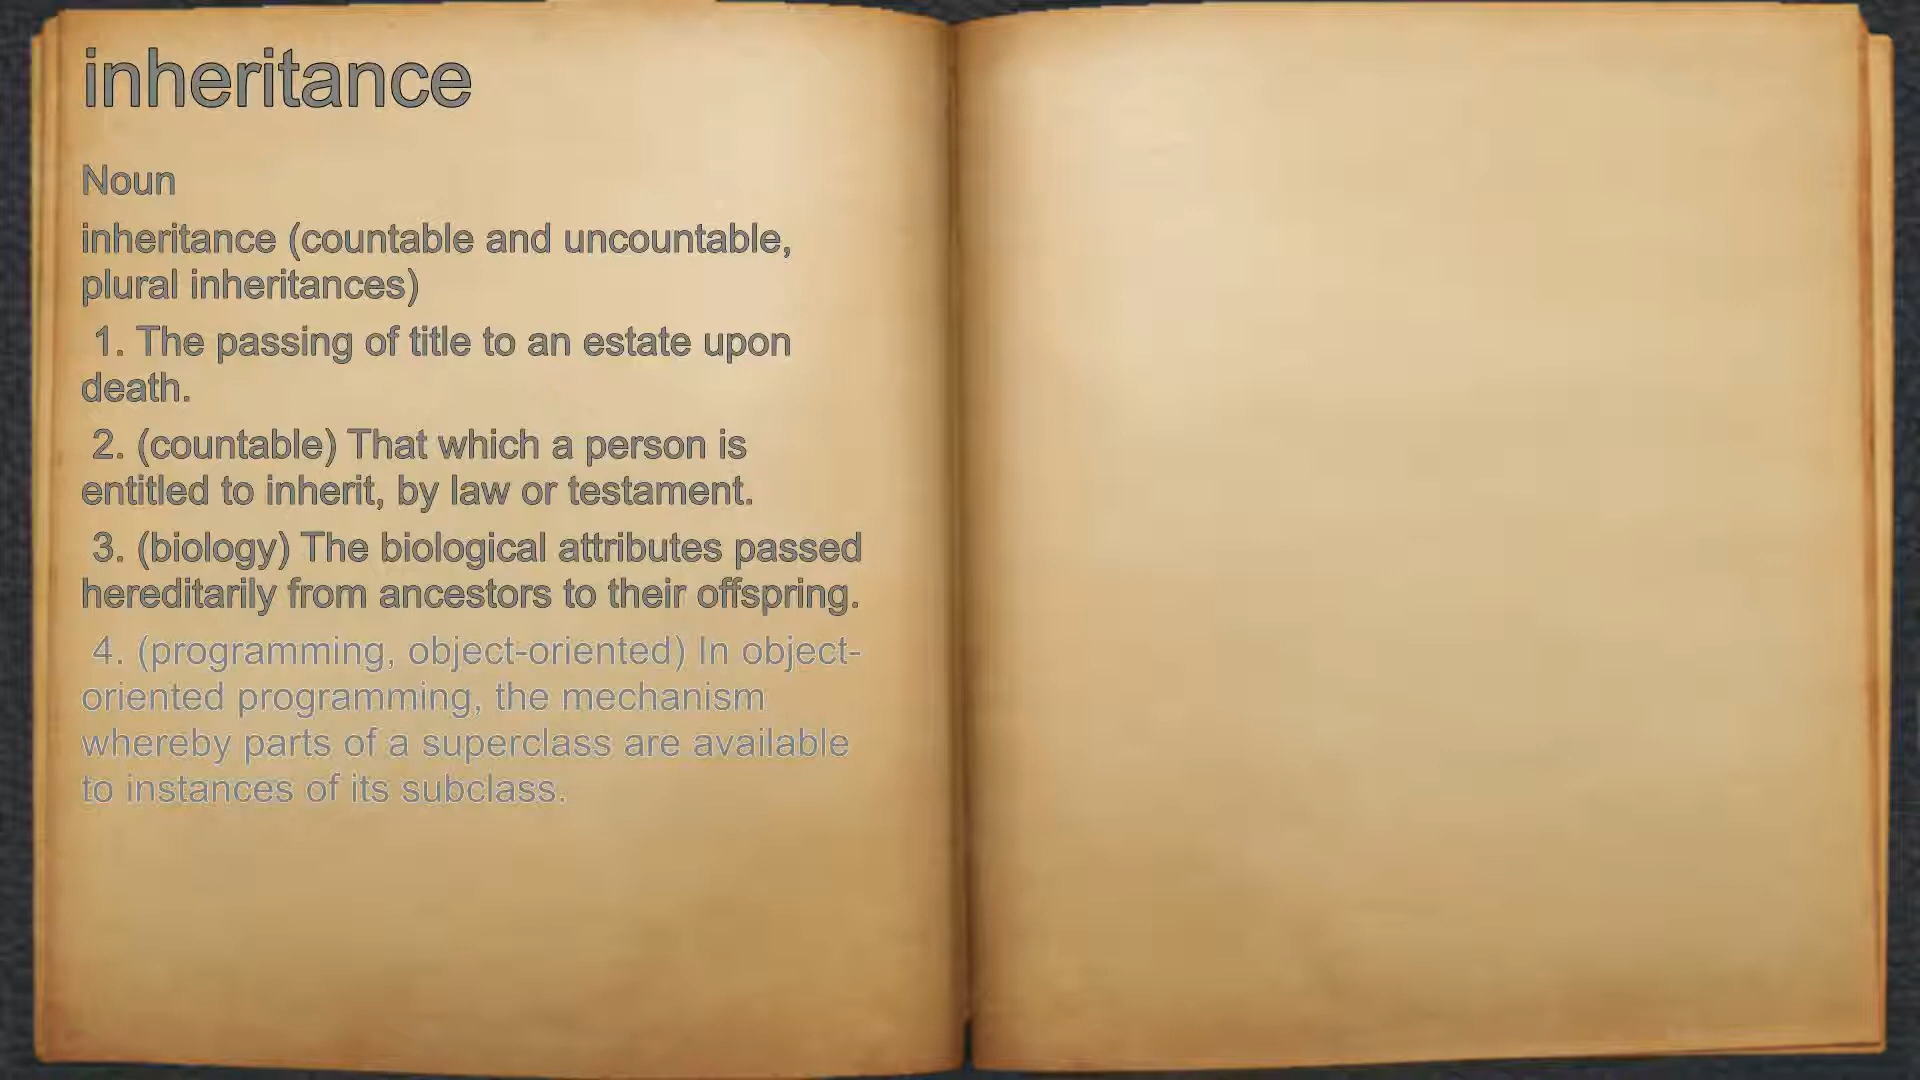 inheritance
Noun
inheritance (countable and uncountable,
plural inheritances)
1. The passing of title to an estate upon
death.
2. (countable) That which a person is
entitled to inherit, by law or testament.
3. (biology) The biological attributes passed
hereditarily from ancestors to their offspring.
4. (programming, object-oriented) In object-
oriented programming, the mechanism
whereby parts of a superclass are available
to instances of its subclass.